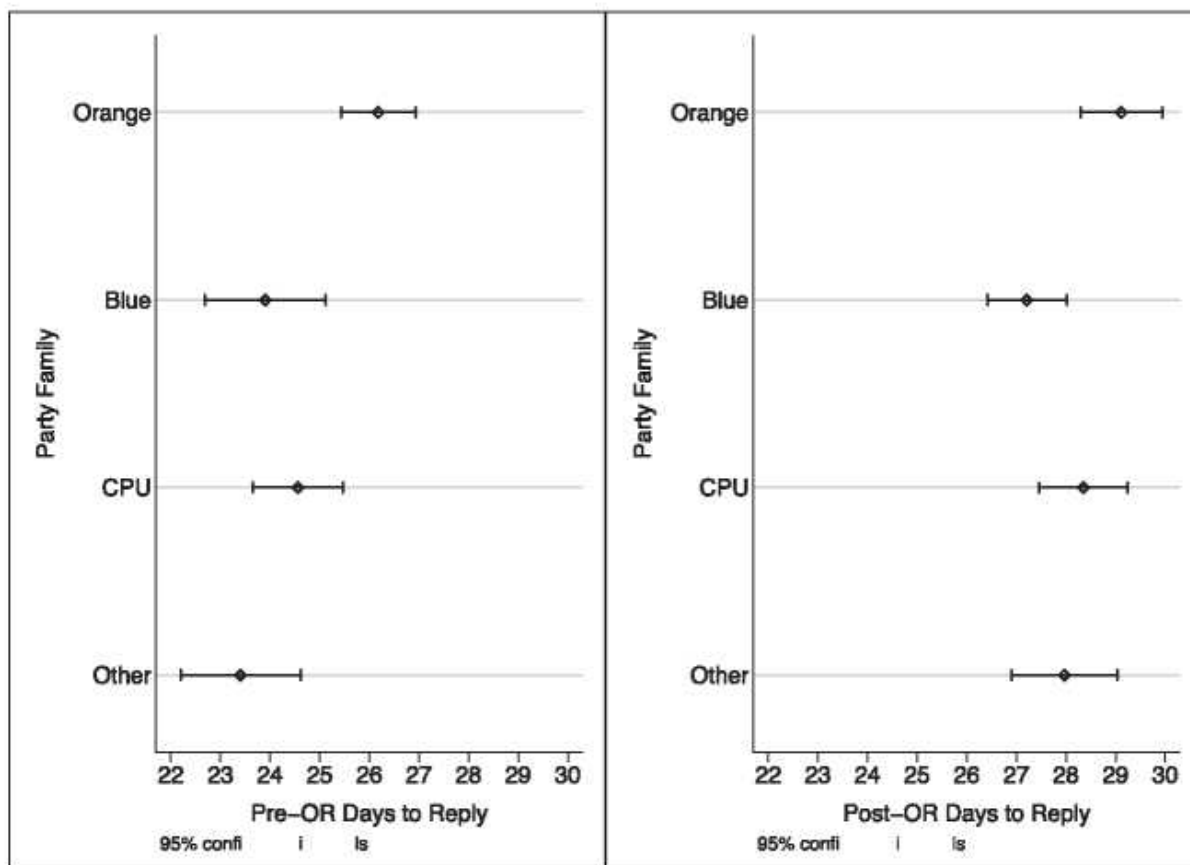 Orange
Blue
CPU
Other
Party Family
22 23 24 25 26 27 28 29 30
Pre-OR Days to Reply
95% confi i ls
Orange
Blue
CPU
Other
Party Family
22 23 24 25 26 27 28 29 30
Post-OR Days to Reply
95% confi i ls